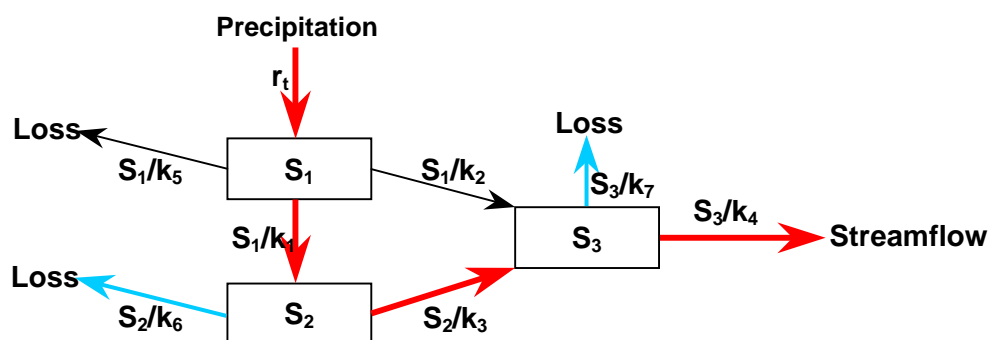 Precipitation
r_t
Loss
S_1/k_5
S_1
S_1/k_2
Loss
S_3/k_7
S_3/k_4
S_3
Streamflow
S_1/k_1
Loss
S_2/k_6
S_2
S_2/k_3